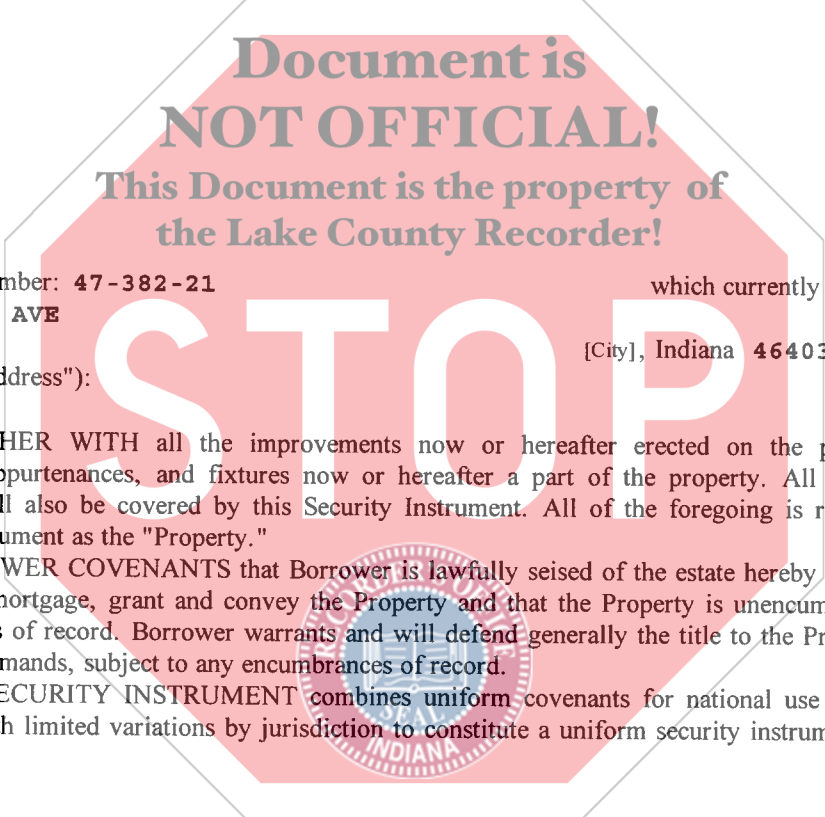 Document is
NOT OFFICIAL!
This Document is the property of
the Lake County Recorder!
mber: 47-382-21 which currently
AVE
[City], Indiana 46403
ddress"):
STOP
HER WITH all the improvements now or hereafter erected on the p
ppurtenances, and fixtures now or hereafter a part of the property. All
ll also be covered by this Security Instrument. All of the foregoing is r
ument as the "Property."
WER COVENANTS that Borrower is lawfully seised of the estate hereby
mortgage, grant and convey the Property and that the Property is unencum
s of record. Borrower warrants and will defend generally the title to the Pr
mands, subject to any encumbrances of record.
ECURITY INSTRUMENT combines uniform covenants for national use
h limited variations by jurisdiction to constitute a uniform security instrum
SEAL
INDIANA